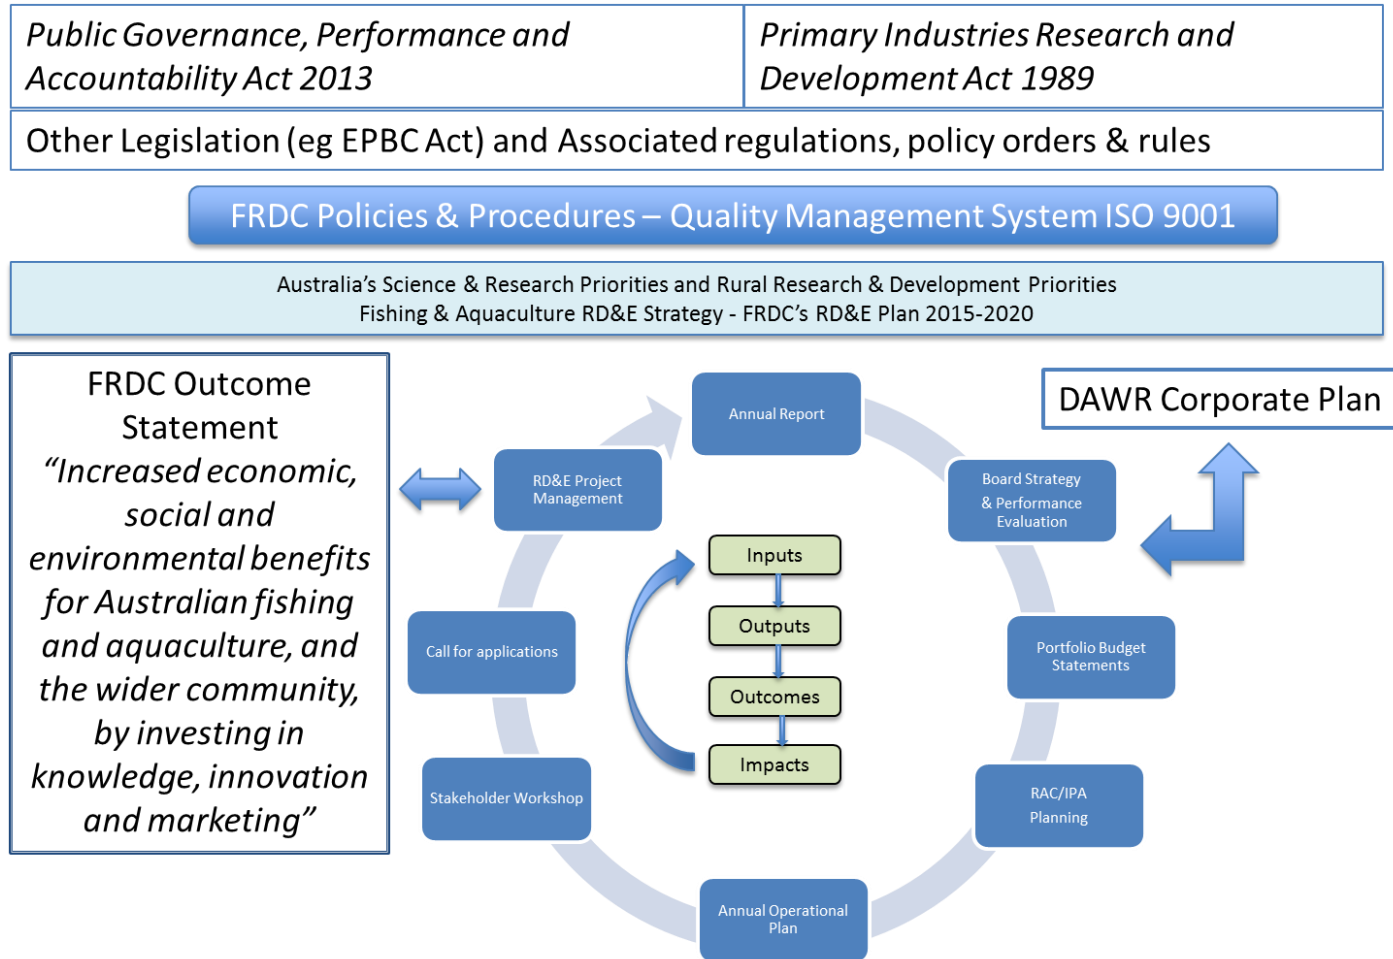 Public Governance, Performance and
Accountability Act 2013
Primary Industries Research and
Development Act 1989
Other Legislation (eg EPBC Act) and Associated regulations, policy orders & rules
FRDC Policies & Procedures – Quality Management System ISO 9001
Australia’s Science & Research Priorities and Rural Research & Development Priorities
Fishing & Aquaculture RD&E Strategy - FRDC’s RD&E Plan 2015-2020
FRDC Outcome
Statement
“Increased economic,
social and
environmental benefits
for Australian fishing
and aquaculture, and
the wider community,
by investing in
knowledge, innovation
and marketing”
DAWR Corporate Plan
Annual Report
Board Strategy
& Performance
Evaluation
Portfolio Budget
Statements
RAC/IPA
Planning
Annual Operational
Plan
Stakeholder Workshop
Call for applications
RD&E Project
Management
Inputs
Outputs
Outcomes
Impacts